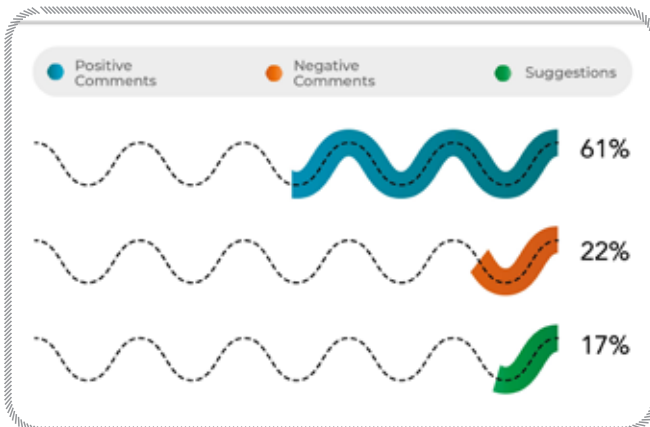 Positive
Comments
Negative
Comments
Suggestions
61%
22%
17%